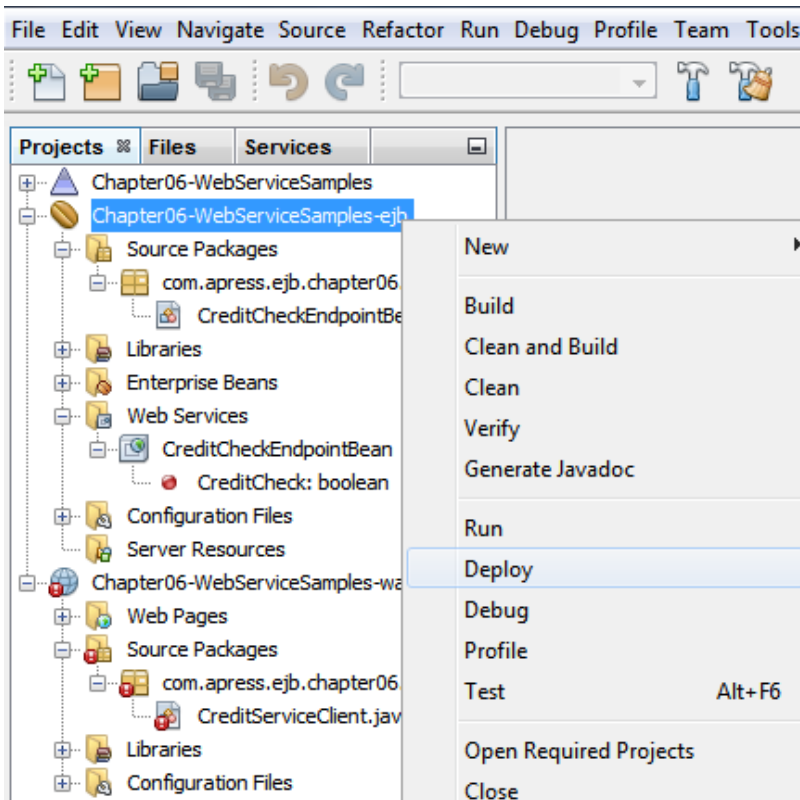 File Edit View Navigate Source Refactor Run Debug Profile Team Tools
Projects Files Services
Chapter06-WebServiceSamples
Chapter06-WebServiceSamples-ejb
Source Packages
com.apress.ejb.chapter06.
CreditCheckEndpointBe
Libraries
Enterprise Beans
Web Services
CreditCheckEndpointBean
CreditCheck: boolean
Configuration Files
Server Resources
Chapter06-WebServiceSamples-wa
Web Pages
Source Packages
com.apress.ejb.chapter06.
CreditServiceClient.jav
Libraries
Configuration Files
New
Build
Clean and Build
Clean
Verify
Generate Javadoc
Run
Deploy
Debug
Profile
Test Alt+F6
Open Required Projects
Close